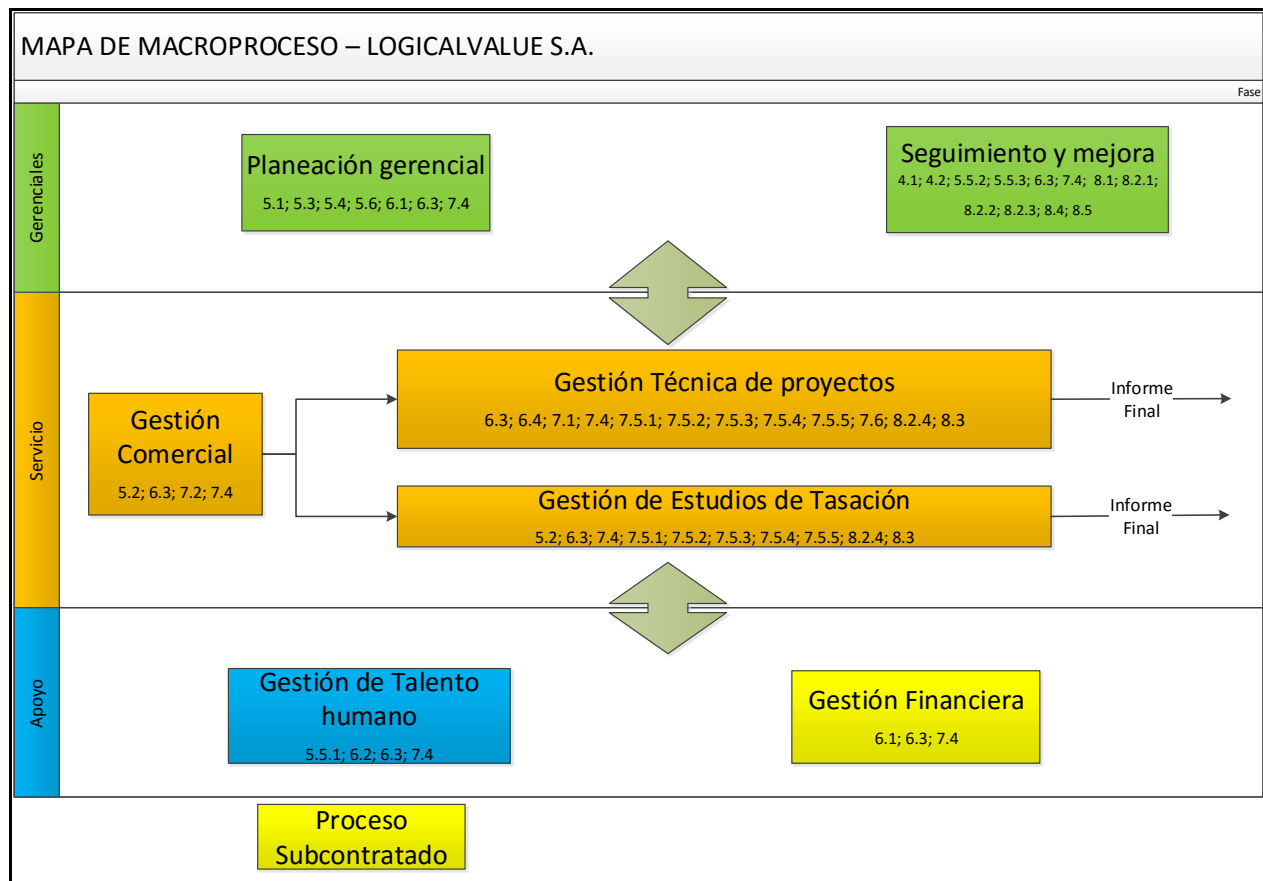 MAPA DE MACROPROCESO – LOGICALVALUE S.A.
Fase
Gerenciales
Planeación gerencial
5.1; 5.3; 5.4; 5.6; 6.1; 6.3; 7.4
Seguimiento y mejora
4.1; 4.2; 5.5.2; 5.5.3; 6.3; 7.4; 8.1; 8.2.1;
8.2.2; 8.2.3; 8.4; 8.5
Servicio
Gestión
Comercial
5.2; 6.3; 7.2; 7.4
Gestión Técnica de proyectos
6.3; 6.4; 7.1; 7.4; 7.5.1; 7.5.2; 7.5.3; 7.5.4; 7.5.5; 7.6; 8.2.4; 8.3
Informe
Final
Gestión de Estudios de Tasación
5.2; 6.3; 7.4; 7.5.1; 7.5.2; 7.5.3; 7.5.4; 7.5.5; 8.2.4; 8.3
Informe
Final
Apoyo
Gestión de Talento
humano
5.5.1; 6.2; 6.3; 7.4
Gestión Financiera
6.1; 6.3; 7.4
Proceso
Subcontratado